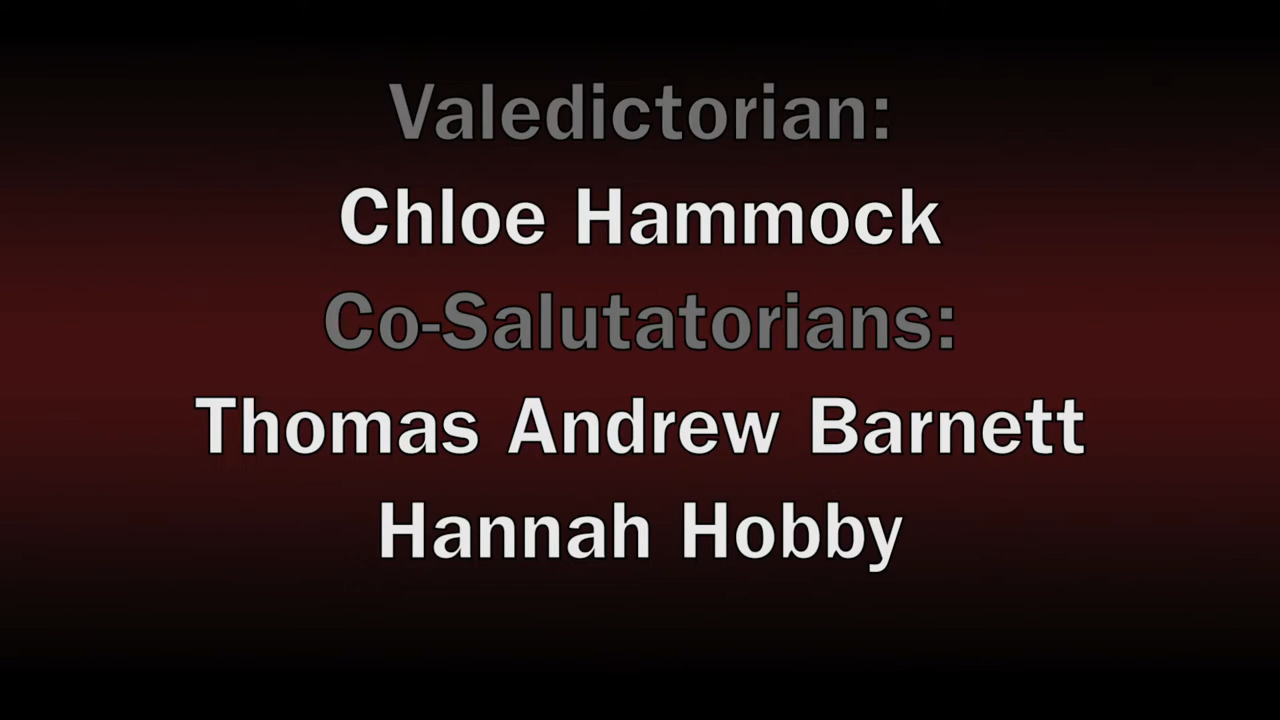 Valedictorian:
Chloe Hammock
Co-Salutatorians:
Thomas Andrew Barnett
Hannah Hobby